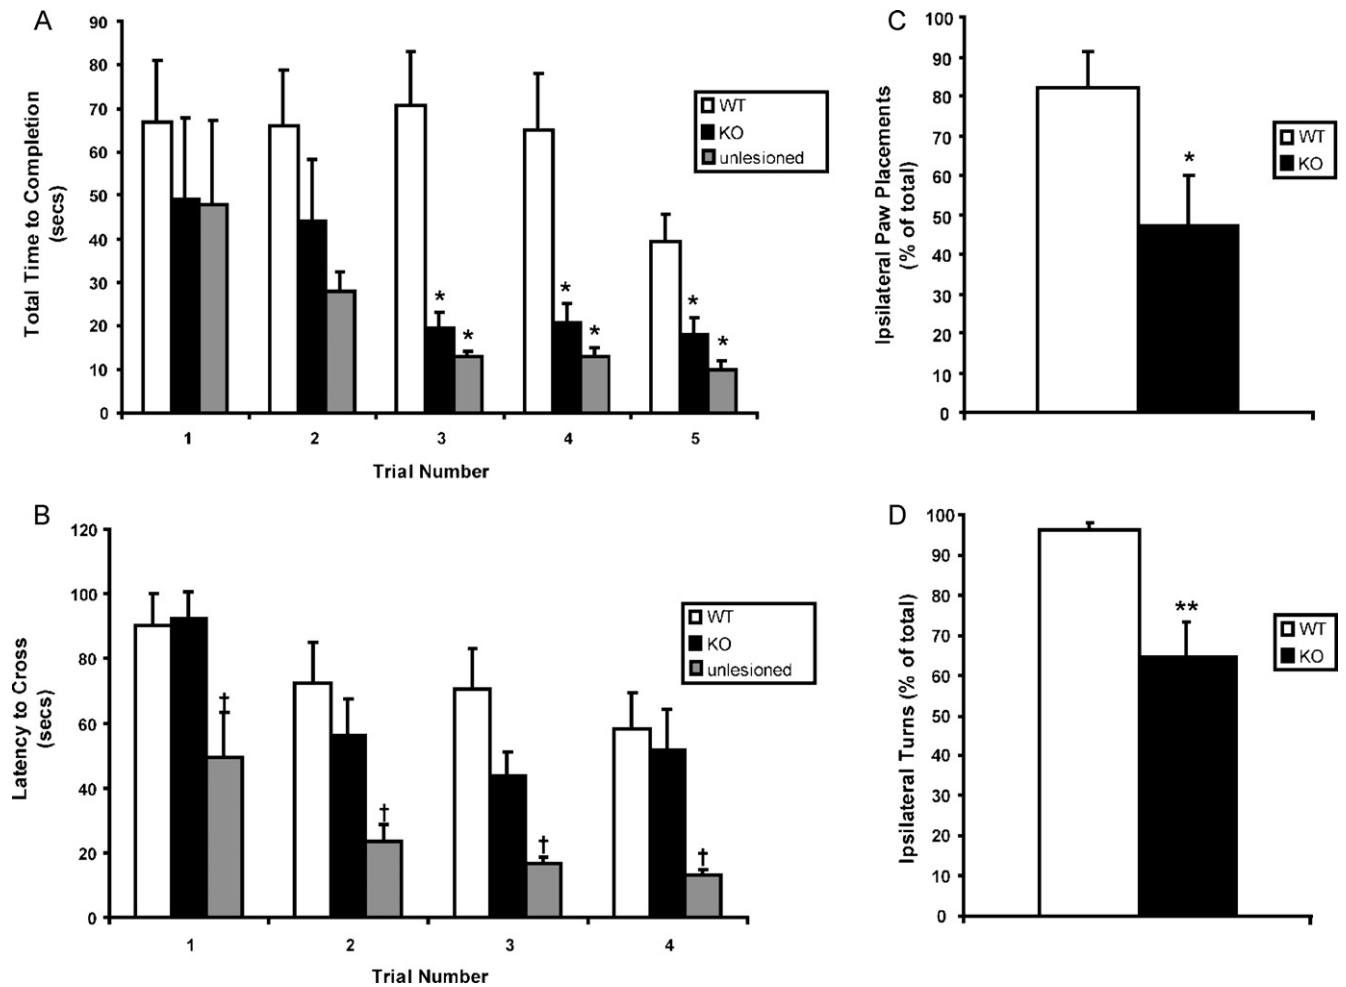 A
90
80
70
60
50
40
30
20
10
0
Total Time to Completion
(secs)
WT
KO
unlesioned
*
*
*
*
*
*
1 2 3 4 5
Trial Number
B
120
100
80
60
40
20
0
Latency to Cross
(secs)
WT
KO
unlesioned
‡
†
†
†
1 2 3 4
Trial Number
C
100
90
80
70
60
50
40
30
20
10
0
Ipsilateral Paw Placements
(% of total)
*
WT
KO
D
100
90
80
70
60
50
40
30
20
10
0
Ipsilateral Turns (% of total)
**
WT
KO